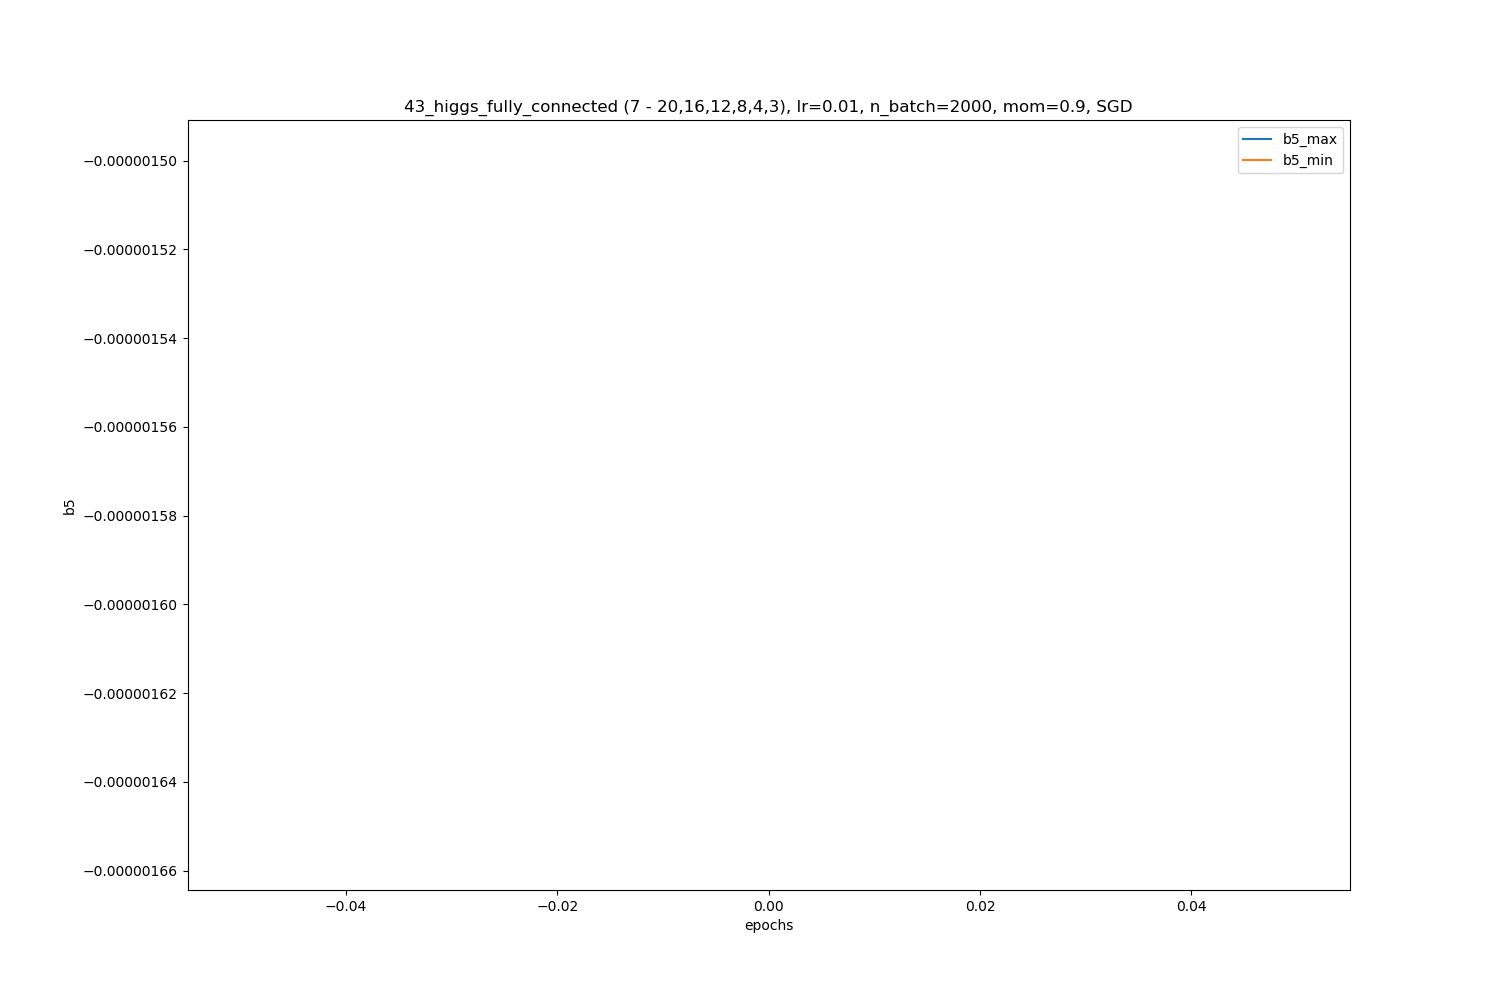 43_higgs_fully_connected (7 - 20,16,12,8,4,3), lr=0.01, n_batch=2000, mom=0.9, SGD
b5_max
b5_min
−0.00000150
−0.00000152
−0.00000154
−0.00000156
−0.00000158
−0.00000160
−0.00000162
−0.00000164
−0.00000166
b5
−0.04 −0.02 0.00 0.02 0.04
epochs